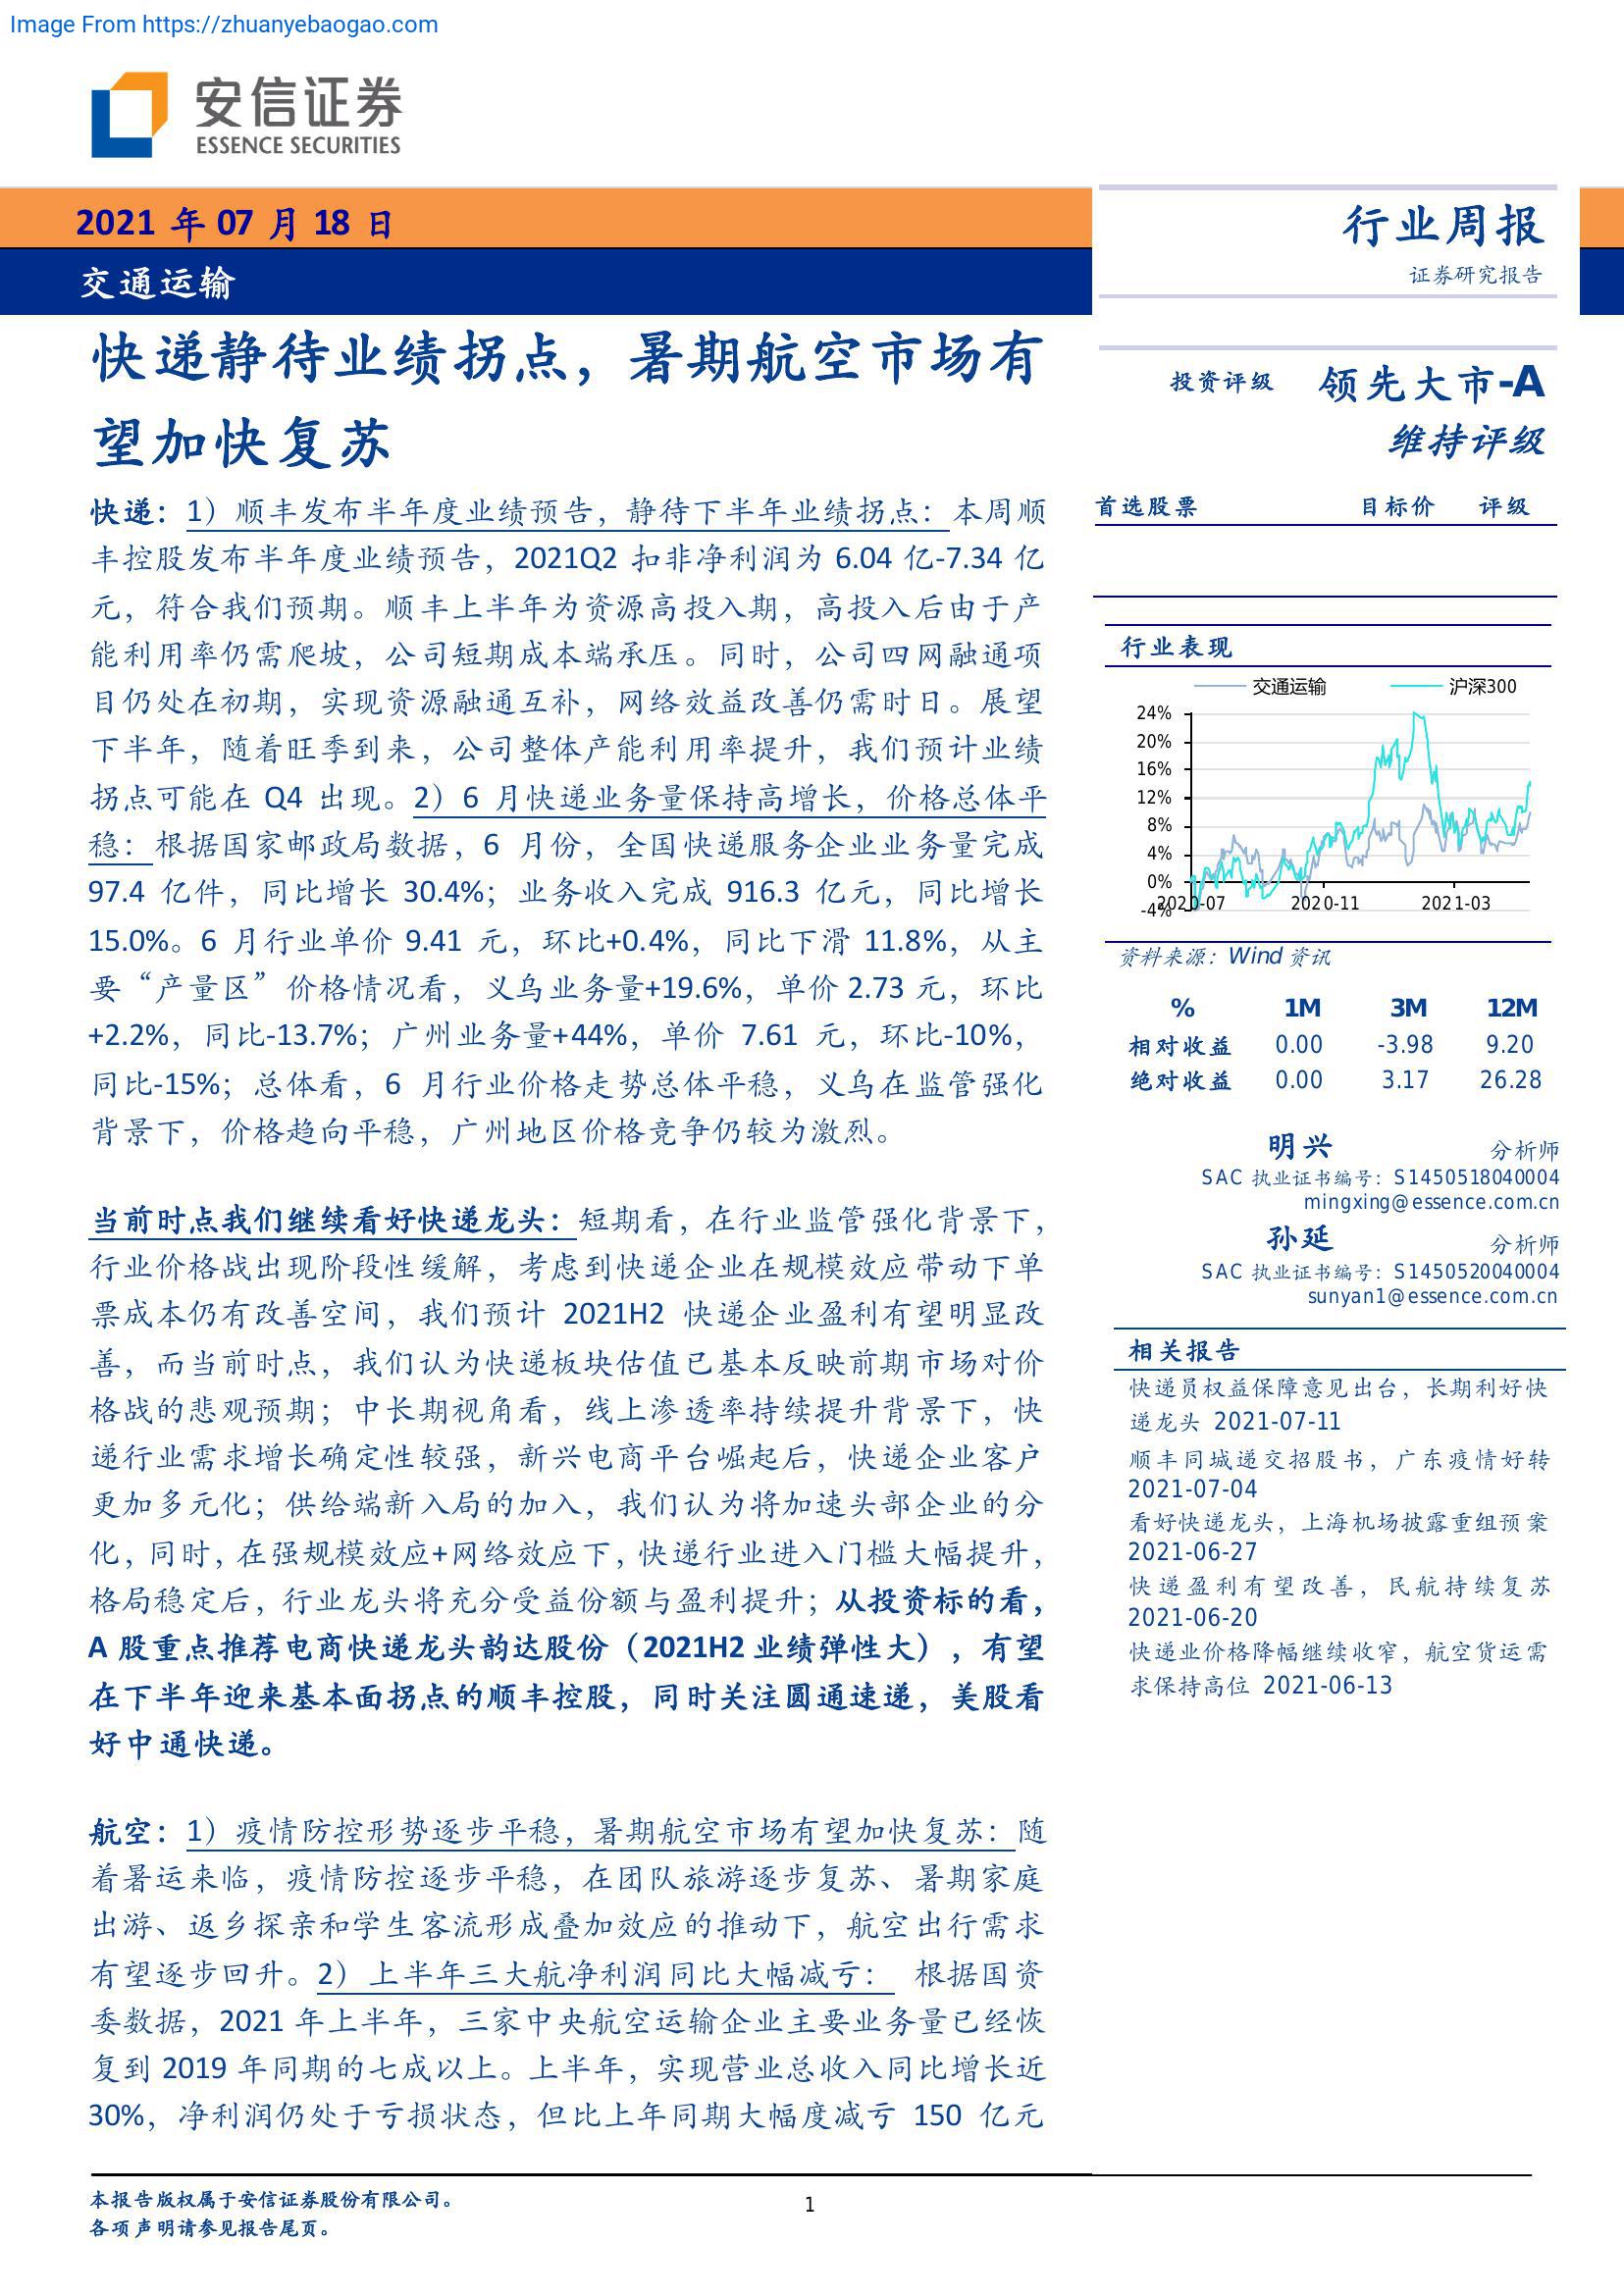 Image From https://zhuanyebaogao.com
安信证券
ESSENCE SECURITIES
2021 年 07 月 18 日
交通运输
行业周报
证券研究报告
快递静待业绩拐点，暑期航空市场有
望加快复苏
快递：1）顺丰发布半年度业绩预告，静待下半年业绩拐点：本周顺
丰控股发布半年度业绩预告，2021Q2 扣非净利润为 6.04 亿-7.34 亿
元，符合我们预期。顺丰上半年为资源高投入期，高投入后由于产
能利用率仍需爬坡，公司短期成本端承压。同时，公司四网融通项
目仍处在初期，实现资源融通互补，网络效益改善仍需时日。展望
下半年，随着旺季到来，公司整体产能利用率提升，我们预计业绩
拐点可能在 Q4 出现。2）6 月快递业务量保持高增长，价格总体平
稳：根据国家邮政局数据，6 月份，全国快递服务企业业务量完成
97.4 亿件，同比增长 30.4%；业务收入完成 916.3 亿元，同比增长
15.0%。6 月行业单价 9.41 元，环比+0.4%，同比下滑 11.8%，从主
要“产量区”价格情况看，义乌业务量+19.6%，单价 2.73 元，环比
+2.2%，同比-13.7%；广州业务量+44%，单价 7.61 元，环比-10%，
同比-15%；总体看，6 月行业价格走势总体平稳，义乌在监管强化
背景下，价格趋向平稳，广州地区价格竞争仍较为激烈。
当前时点我们继续看好快递龙头：短期看，在行业监管强化背景下，
行业价格战出现阶段性缓解，考虑到快递企业在规模效应带动下单
票成本仍有改善空间，我们预计 2021H2 快递企业盈利有望明显改
善，而当前时点，我们认为快递板块估值已基本反映前期市场对价
格战的悲观预期；中长期视角看，线上渗透率持续提升背景下，快
递行业需求增长确定性较强，新兴电商平台崛起后，快递企业客户
更加多元化；供给端新入局的加入，我们认为将加速头部企业的分
化，同时，在强规模效应+网络效应下，快递行业进入门槛大幅提升，
格局稳定后，行业龙头将充分受益份额与盈利提升；从投资标的看，
A 股重点推荐电商快递龙头韵达股份（2021H2 业绩弹性大），有望
在下半年迎来基本面拐点的顺丰控股，同时关注圆通速递，美股看
好中通快递。
航空：1）疫情防控形势逐步平稳，暑期航空市场有望加快复苏：随
着暑运来临，疫情防控逐步平稳，在团队旅游逐步复苏、暑期家庭
出游、返乡探亲和学生客流形成叠加效应的推动下，航空出行需求
有望逐步回升。2）上半年三大航净利润同比大幅减亏： 根据国资
委数据，2021 年上半年，三家中央航空运输企业主要业务量已经恢
复到 2019 年同期的七成以上。上半年，实现营业总收入同比增长近
30%，净利润仍处于亏损状态，但比上年同期大幅度减亏 150 亿元
投资评级 领先大市-A
维持评级
首选股票 目标价 评级
行业表现
交通运输 沪深300
24%
20%
16%
12%
8%
4%
0%
-4%
2020-07 2020-11 2021-03
资料来源：Wind 资讯
% 1M 3M 12M
相对收益 0.00 -3.98 9.20
绝对收益 0.00 3.17 26.28
明兴 分析师
SAC 执业证书编号：S1450518040004
mingxing@essence.com.cn
孙延 分析师
SAC 执业证书编号：S1450520040004
sunyan1@essence.com.cn
相关报告
快递员权益保障意见出台，长期利好快
递龙头 2021-07-11
顺丰同城递交招股书，广东疫情好转
2021-07-04
看好快递龙头，上海机场披露重组预案
2021-06-27
快递盈利有望改善，民航持续复苏
2021-06-20
快递业价格降幅继续收窄，航空货运需
求保持高位 2021-06-13
本报告版权属于安信证券股份有限公司。
各项声明请参见报告尾页。
1